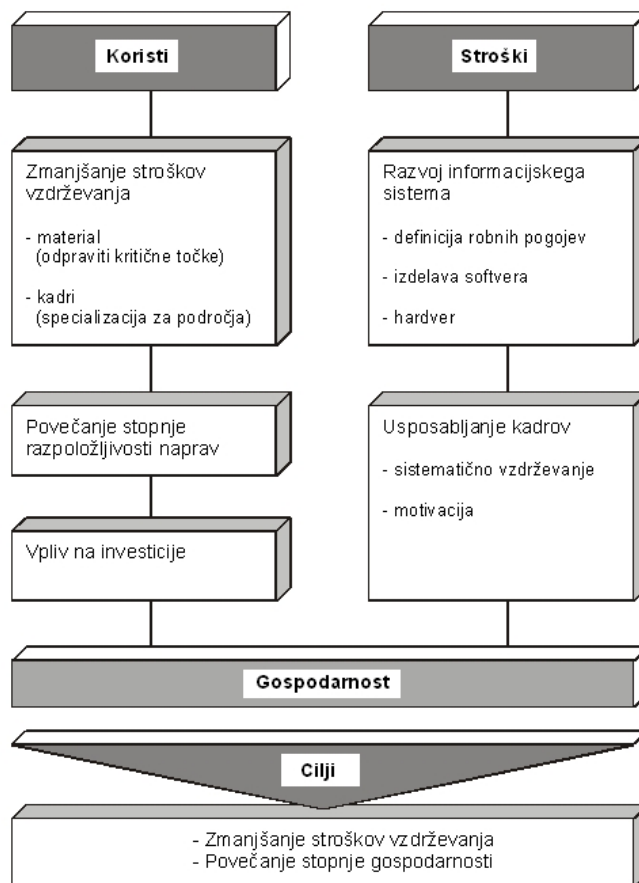 Koristi
Zmanjšanje stroškov
vzdrževanja
- material
(odpraviti kritične točke)
- kadri
(specializacija za področja)
Povečanje stopnje
razpoložljivosti naprav
Vpliv na investicije
Stroški
Razvoj informacijskega
sistema
- definicija robnih pogojev
- izdelava softvera
- hardver
Usposabljanje kadrov
- sistematično vzdrževanje
- motivacija
Gospodarnost
Cilji
- Zmanjšanje stroškov vzdrževanja
- Povečanje stopnje gospodarnosti